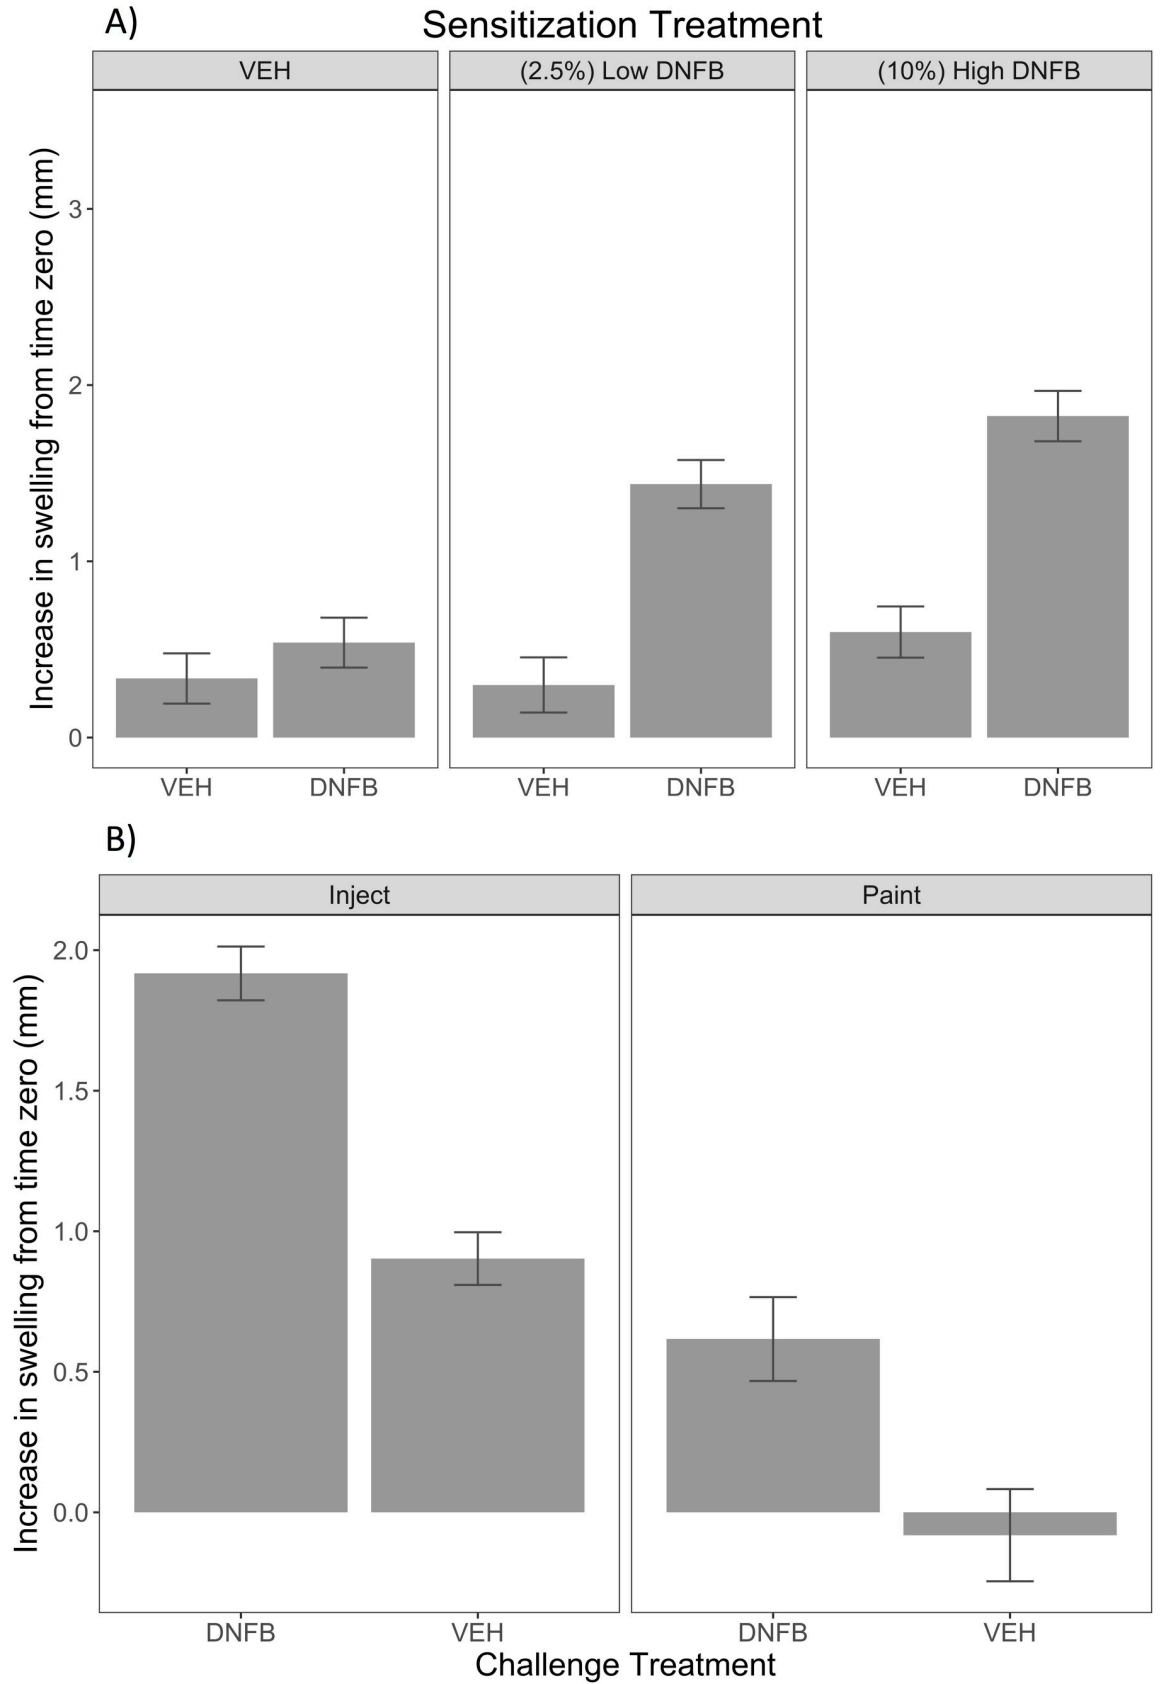 A)
Sensitization Treatment
VEH
(2.5%) Low DNFB
(10%) High DNFB
Increase in swelling from time zero (mm)
3
2
1
0
VEH
DNFB
VEH
DNFB
VEH
DNFB
B)
Inject
Paint
Increase in swelling from time zero (mm)
2.0
1.5
1.0
0.5
0.0
DNFB
VEH
DNFB
VEH
Challenge Treatment